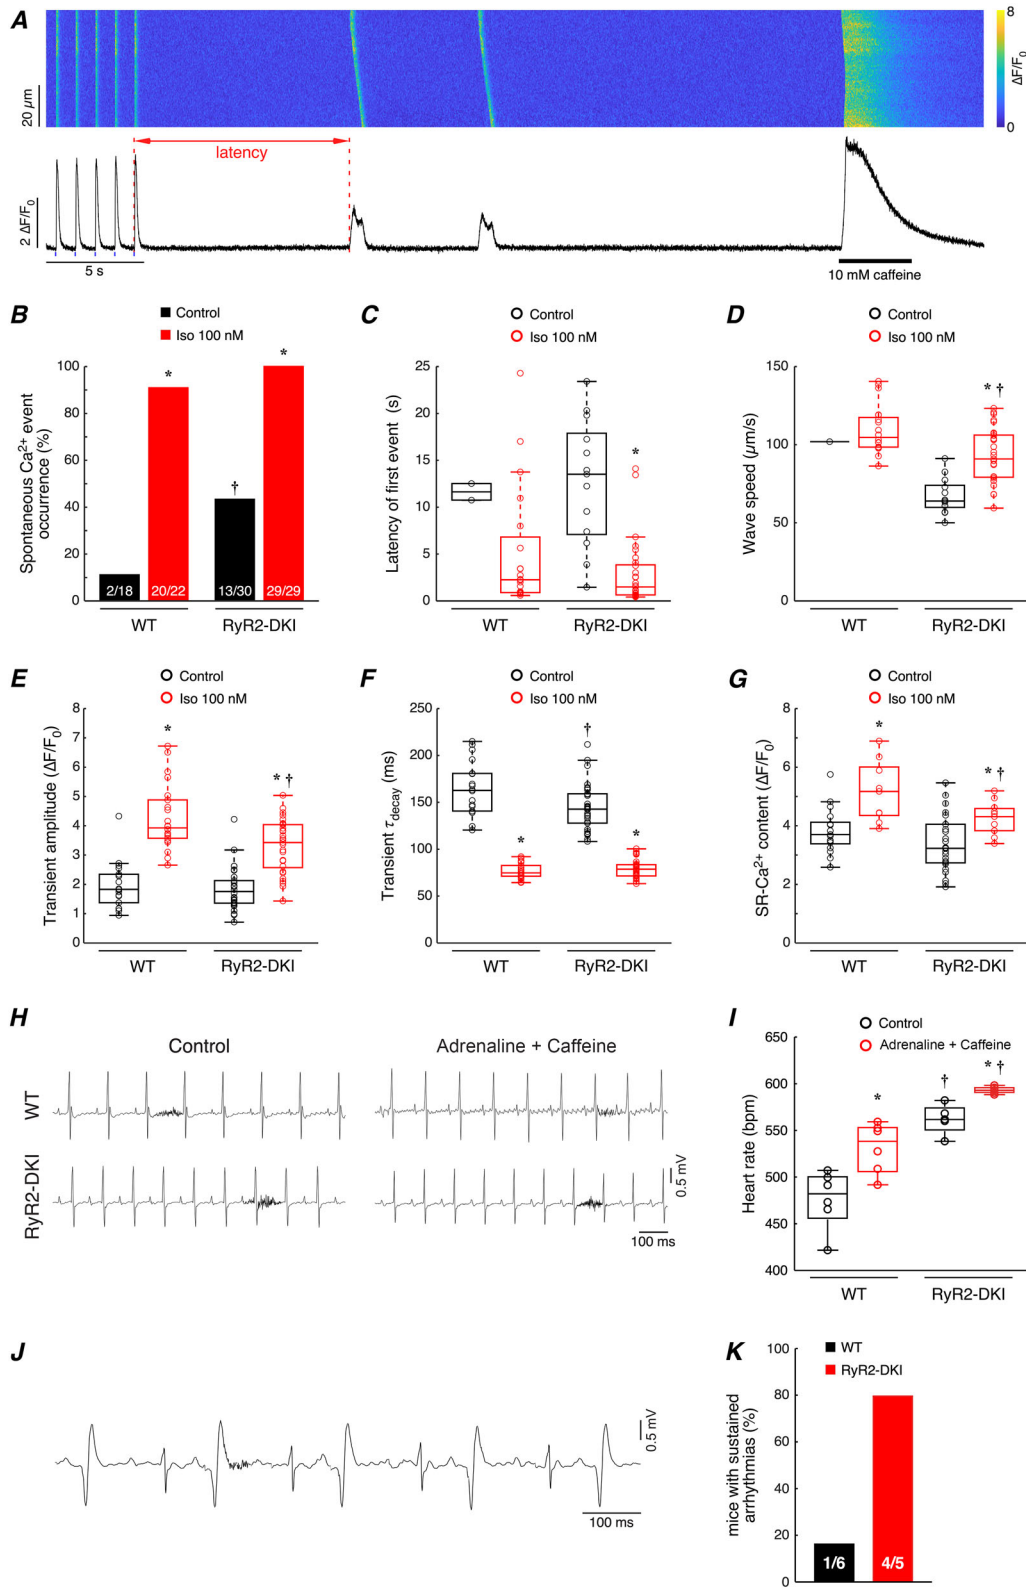 A
8
ΔF/F0
0
20 µm
latency
2 ΔF/F0
5 s
10 mM caffeine
B
Control
Iso 100 nM
Spontaneous Ca2+ event
occurrence (%)
100
80
60
40
20
0
*
†
*
2/18
20/22
13/30
29/29
WT
RyR2-DKI
C
Control
Iso 100 nM
Latency of first event (s)
25
20
15
10
5
0
*
WT
RyR2-DKI
D
Control
Iso 100 nM
Wave speed (µm/s)
150
100
50
0
* †
WT
RyR2-DKI
E
Control
Iso 100 nM
Transient amplitude (ΔF/F0)
8
7
6
5
4
3
2
1
0
*
* †
WT
RyR2-DKI
F
Control
Iso 100 nM
Transient τdecay (ms)
250
200
150
100
50
0
*
†
*
WT
RyR2-DKI
G
Control
Iso 100 nM
SR-Ca2+ content (ΔF/F0)
8
6
4
2
0
*
* †
WT
RyR2-DKI
H
Control
Adrenaline + Caffeine
WT
RyR2-DKI
0.5 mV
100 ms
I
Control
Adrenaline + Caffeine
Heart rate (bpm)
600
550
500
450
400
*
†
* †
WT
RyR2-DKI
J
0.5 mV
100 ms
K
WT
RyR2-DKI
mice with sustained
arrhythmias (%)
100
80
60
40
20
0
1/6
4/5